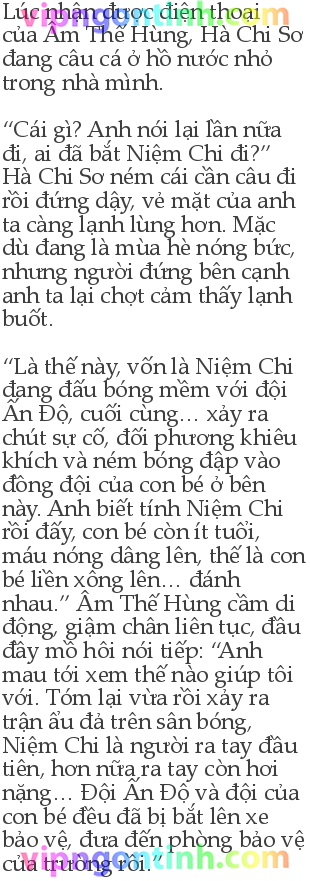 Lúc nhận được điện thoại
vipngontinh.com
của Ẩm Thế Hùng, Hà Chi Sơ
đang câu cá ở hồ nước nhỏ
trong nhà mình.
“Cái gì? Anh nói lại lần nữa
đi, ai đã bắt Niệm Chi đi?”
Hà Chi Sơ ném cái cần câu đi
rồi đứng dậy, vẻ mặt của anh
ta càng lạnh lùng hơn. Mặc
dù đang là mùa hè nóng bức,
nhưng người đứng bên cạnh
anh ta lại chợt cảm thấy lạnh
buốt.
“Là thế này, vốn là Niệm Chi
đang đấu bóng mềm với đội
Ấn Độ, cuối cùng… xảy ra
chút sự cố, đối phương khiêu
khích và ném bóng đập vào
đồng đội của con bé ở bên
này. Anh biết tính Niệm Chi
rồi đấy, con bé còn ít tuổi,
máu nóng dâng lên, thế là con
bé liền xông lên… đánh
nhau.” Âm Thế Hùng cầm di
động, giậm chân liên tục, đầu
đầy mồ hôi nói tiếp: “Anh
mau tới xem thế nào giúp tôi
với. Tóm lại vừa rồi xảy ra
trận ẩu đả trên sân bóng,
Niệm Chi là người ra tay đầu
tiên, hơn nữa ra tay còn hơi
nặng… Đội Ấn Độ và đội của
con bé đều đã bị bắt lên xe
bảo vệ, đưa đến phòng bảo vệ
của trường rồi.”
vipngontinh.com